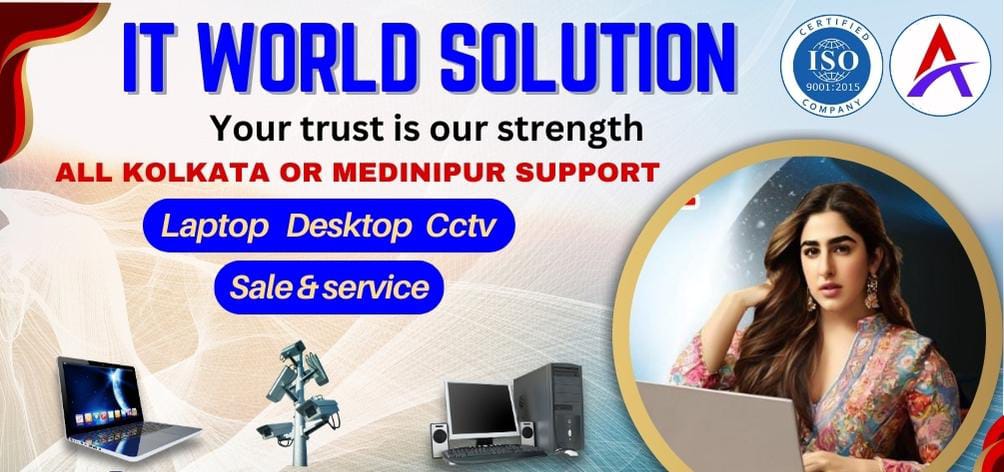 IT WORLD SOLUTION
CERTIFIED
ISO
9001:2015
COMPANY
Your trust is our strength
ALL KOLKATA OR MEDINIPUR SUPPORT
Laptop Desktop Cctv
Sale & service